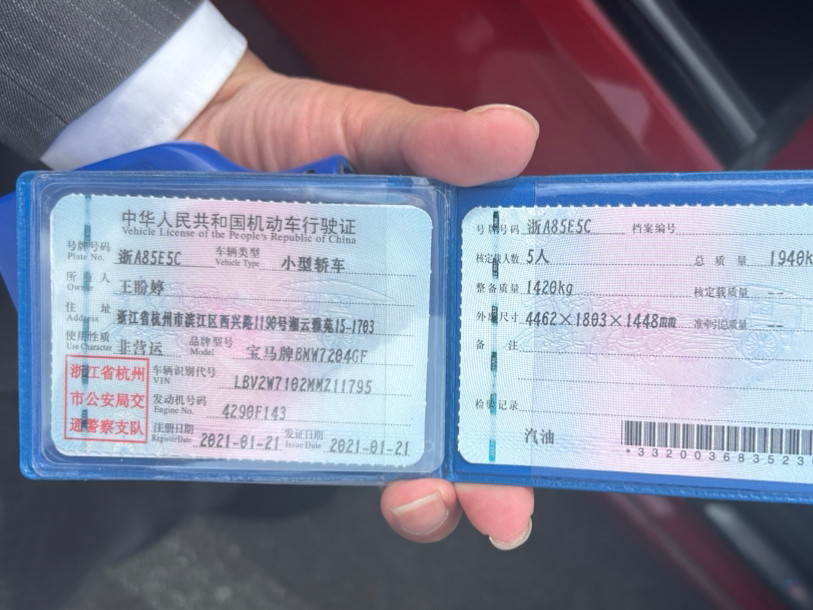 中华人民共和国机动车行驶证
Vehicle License of the People's Republic of China
号牌号码 Plate No. 浙A85E5C 车辆类型 Vehicle Type 小型轿车
所有人 Owner 王盼婷
住址 Address 浙江省杭州市滨江区西兴路1190号湘云雅苑15-1703
使用性质 Use Character 非营运 品牌型号 Model 宝马牌BMW7204GF
浙江省杭州
市公安局交
通警察支队
车辆识别代号 VIN LBV2W7102MMZ11795
发动机号码 Engine No. 4290F143
注册日期 Register Date 2021-01-21 发证日期 Issue Date 2021-01-21
号牌号码 浙A85E5C 档案编号
核定载人数 5人 总质量 1940k
整备质量 1420kg 核定载质量 --
外廓尺寸 4462×1803×1448mm 准牵引总质量 --
备注
检验记录
汽油
*332003683523